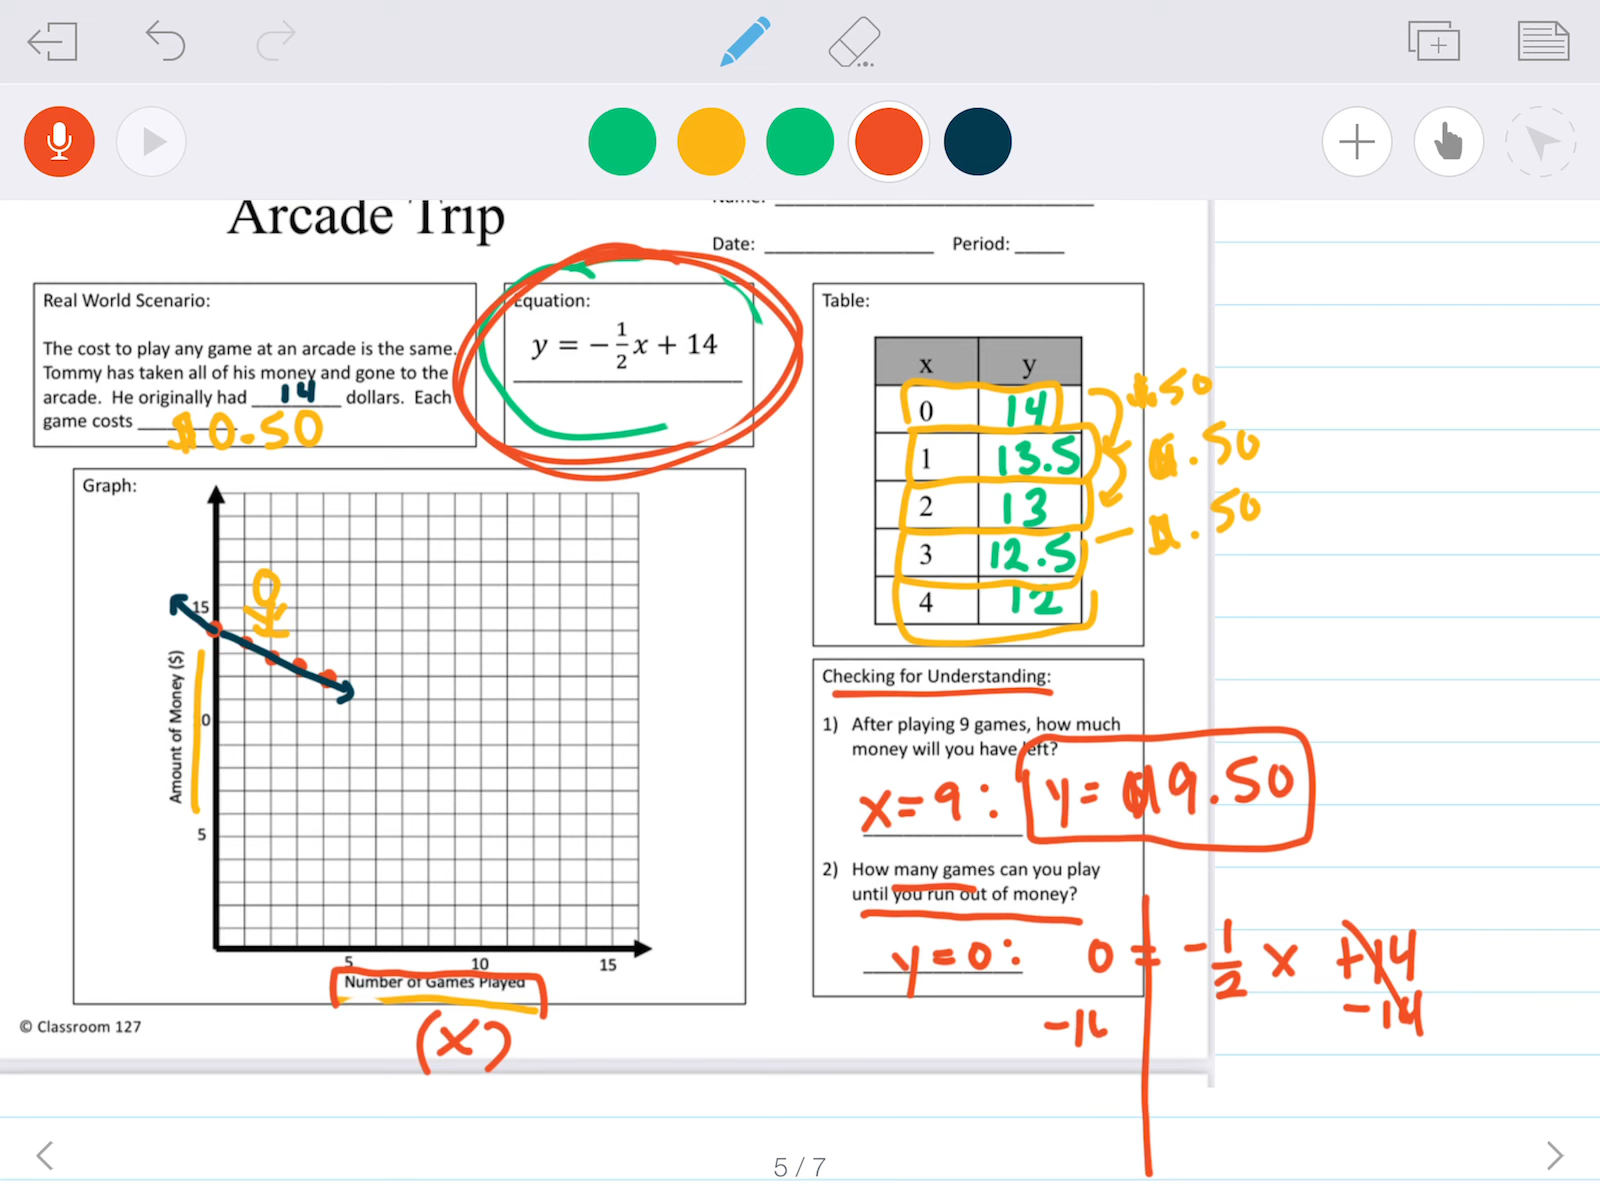 Arcade Trip
Name:
Date: Period:
Real World Scenario:
The cost to play any game at an arcade is the same.
Tommy has taken all of his money and gone to the
arcade. He originally had 14 dollars. Each
game costs $0.50
Equation:
y = -1/2x + 14
Table:
x y
0 14
1 13.5
2 13
3 12.5
4 12
$.50
.50
.50
Graph:
15
0
5
Amount of Money ($)
5 10 15
Number of Games Played
(x)
Checking for Understanding:
1) After playing 9 games, how much
money will you have left?
x=9: y= $9.50
2) How many games can you play
until you run out of money?
y=0: 0 = -1/2 x +14
-14
© Classroom 127
5 / 7